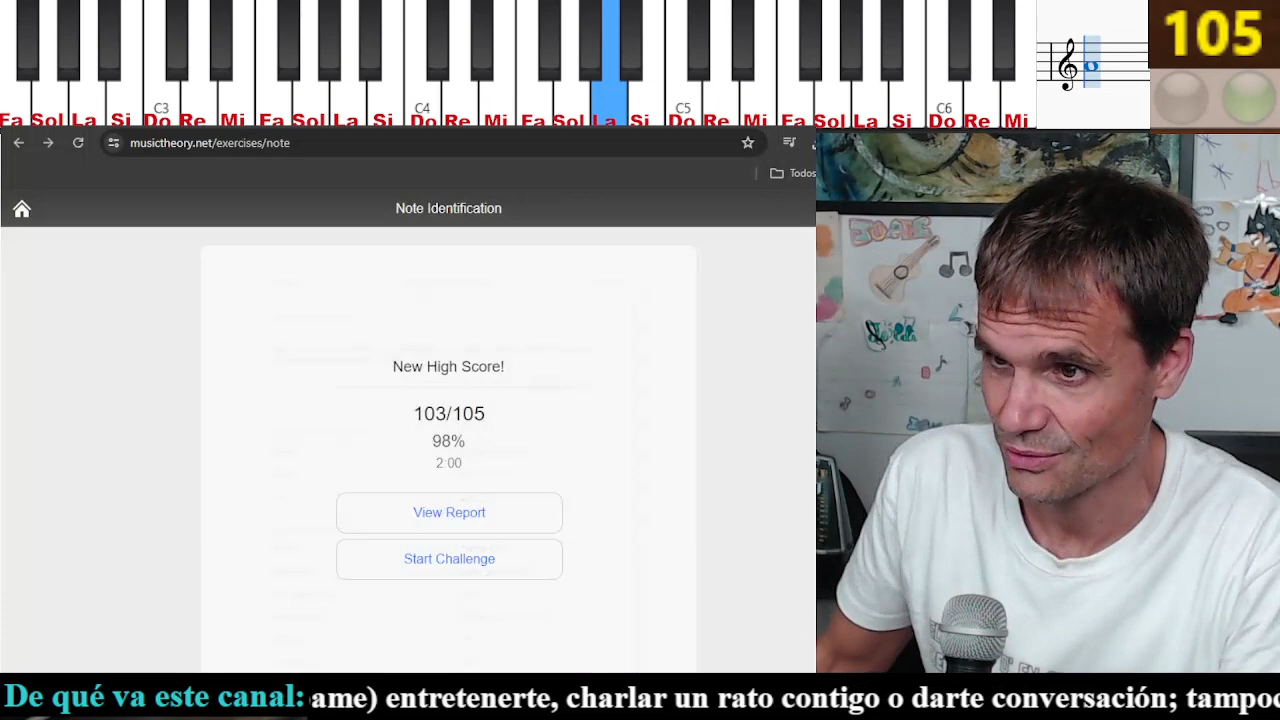 105
C3 C4 C5 C6
Fa Sol La Si Do Re Mi Fa Sol La Si Do Re Mi Fa Sol La Si Do Re Mi Fa Sol La Si Do Re Mi
musictheory.net/exercises/note
Todos
Note Identification
New High Score!
103/105
98%
2:00
View Report
Start Challenge
De qué va este canal: ame) entretenerte, charlar un rato contigo o darte conversación; tampoc